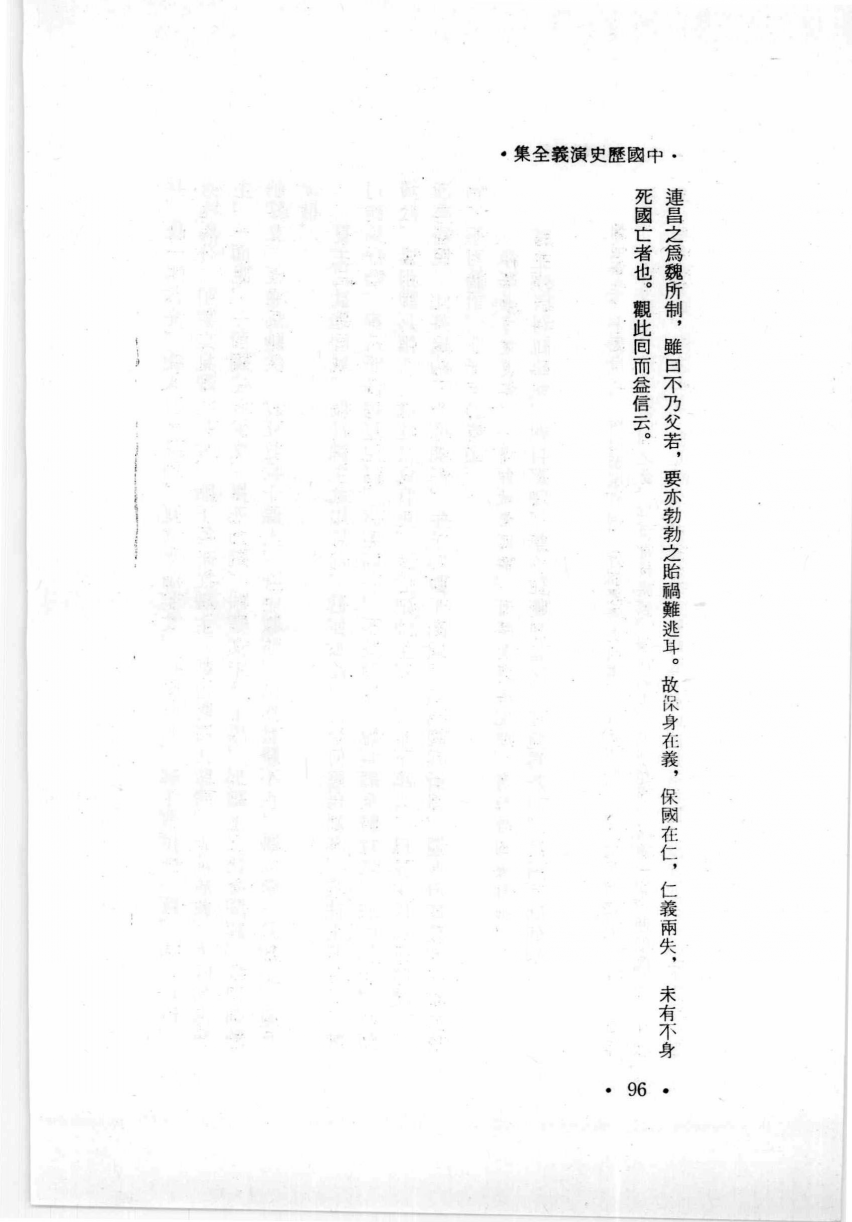 ·中國歷史演義全集·
連昌之爲魏所制，雖曰不乃父若，要亦勃勃之貽禍難逃耳。故保身在義，保國在仁，仁義兩失，未有不身
死國亡者也。觀此回而益信云。
· 96 ·